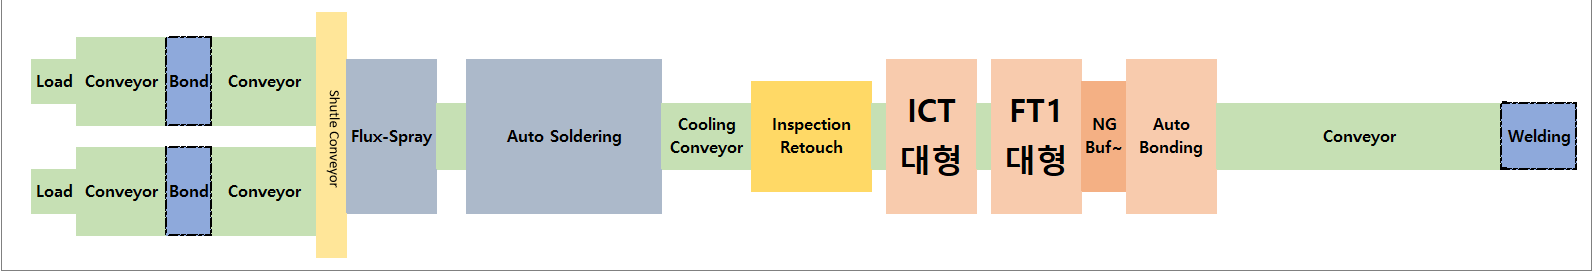 Load
Conveyor
Bond
Conveyor
Load
Conveyor
Bond
Conveyor
Shutle Conveyor
Flux-Spray
Auto Soldering
Cooling
Conveyor
Inspection
Retouch
ICT
대형
FT1
대형
NG
Buf~
Auto
Bonding
Conveyor
Welding